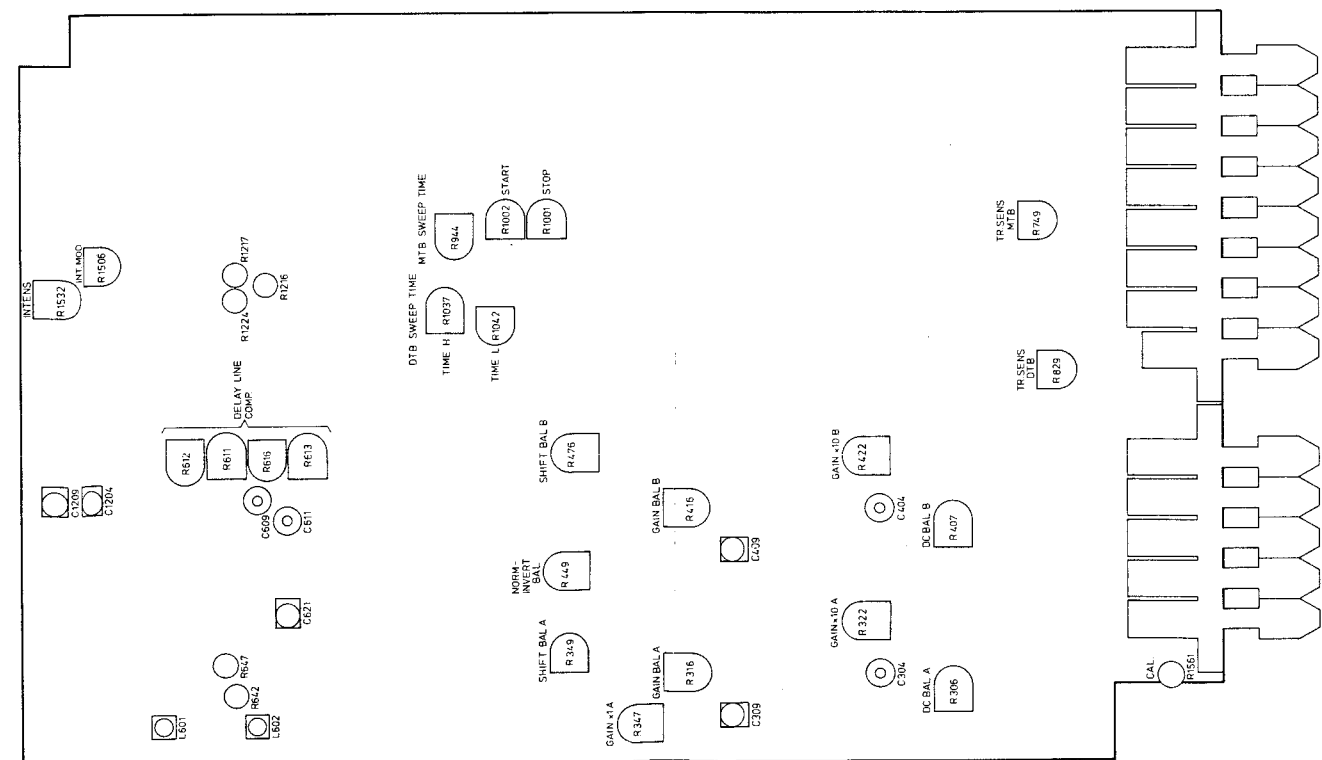 INTENS
R1532
INT.MOD
R1506
R1217
R1224
R1216
MTB SWEEP TIME
R944
R1002
START
R1001
STOP
DTB SWEEP TIME
TIME H
R1037
TIME L
R1042
TR.SENS
MTB
R749
TR.SENS
DTB
R829
DELAY LINE
COMP
R612
R611
R616
R613
C1209
C1204
C609
C611
SHIFT BAL B
R476
GAIN BAL B
R416
GAIN x10 B
R422
C404
DC BAL B
R407
C409
NORM-
INVERT
BAL.
R449
C621
R647
R642
L601
L602
SHIFT BAL A
R349
GAIN BAL A
R316
GAIN x1 A
R347
C309
GAIN x10 A
R322
C304
DC BAL A
R306
CAL.
R1561